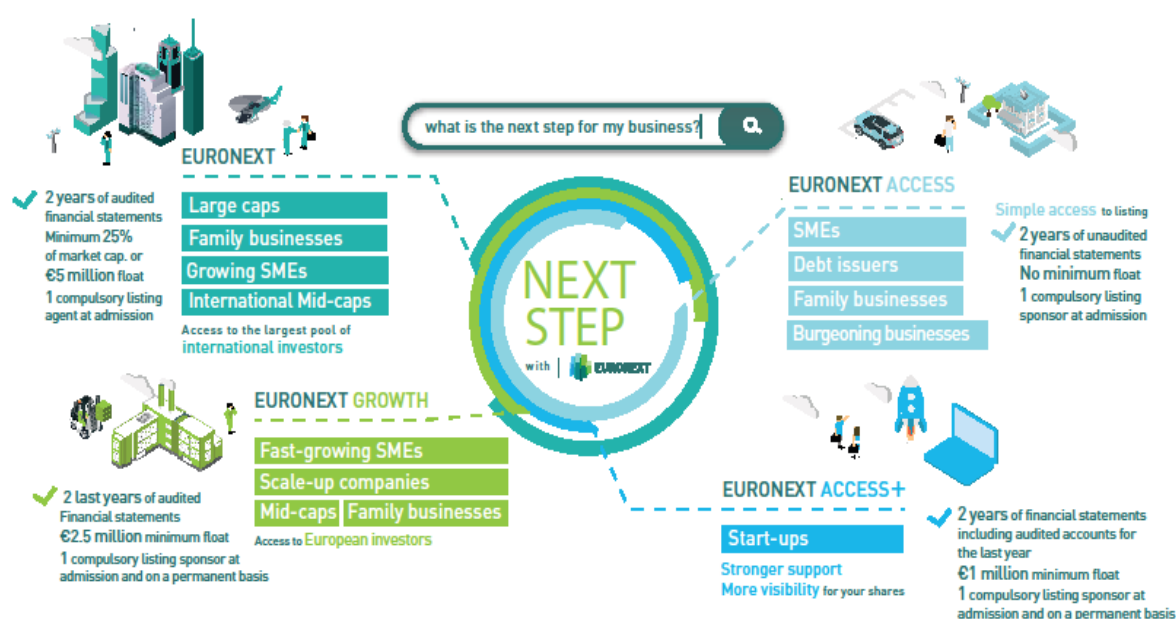 what is the next step for my business?
EURONEXT
2 years of audited
financial statements
Minimum 25%
of market cap. or
€5 million float
1 compulsory listing
agent at admission
Large caps
Family businesses
Growing SMEs
International Mid-caps
Access to the largest pool of
international investors
EURONEXT ACCESS
SMEs
Debt issuers
Family businesses
Burgeoning businesses
Simple access to listing
2 years of unaudited
financial statements
No minimum float
1 compulsory listing
sponsor at admission
NEXT
STEP
with | EURONEXT
EURONEXT GROWTH
Fast-growing SMEs
Scale-up companies
Mid-caps Family businesses
Access to European investors
2 last years of audited
Financial statements
€2.5 million minimum float
1 compulsory listing sponsor at
admission and on a permanent basis
EURONEXT ACCESS+
Start-ups
Stronger support
More visibility for your shares
2 years of financial statements
including audited accounts for
the last year
€1 million minimum float
1 compulsory listing sponsor at
admission and on a permanent basis